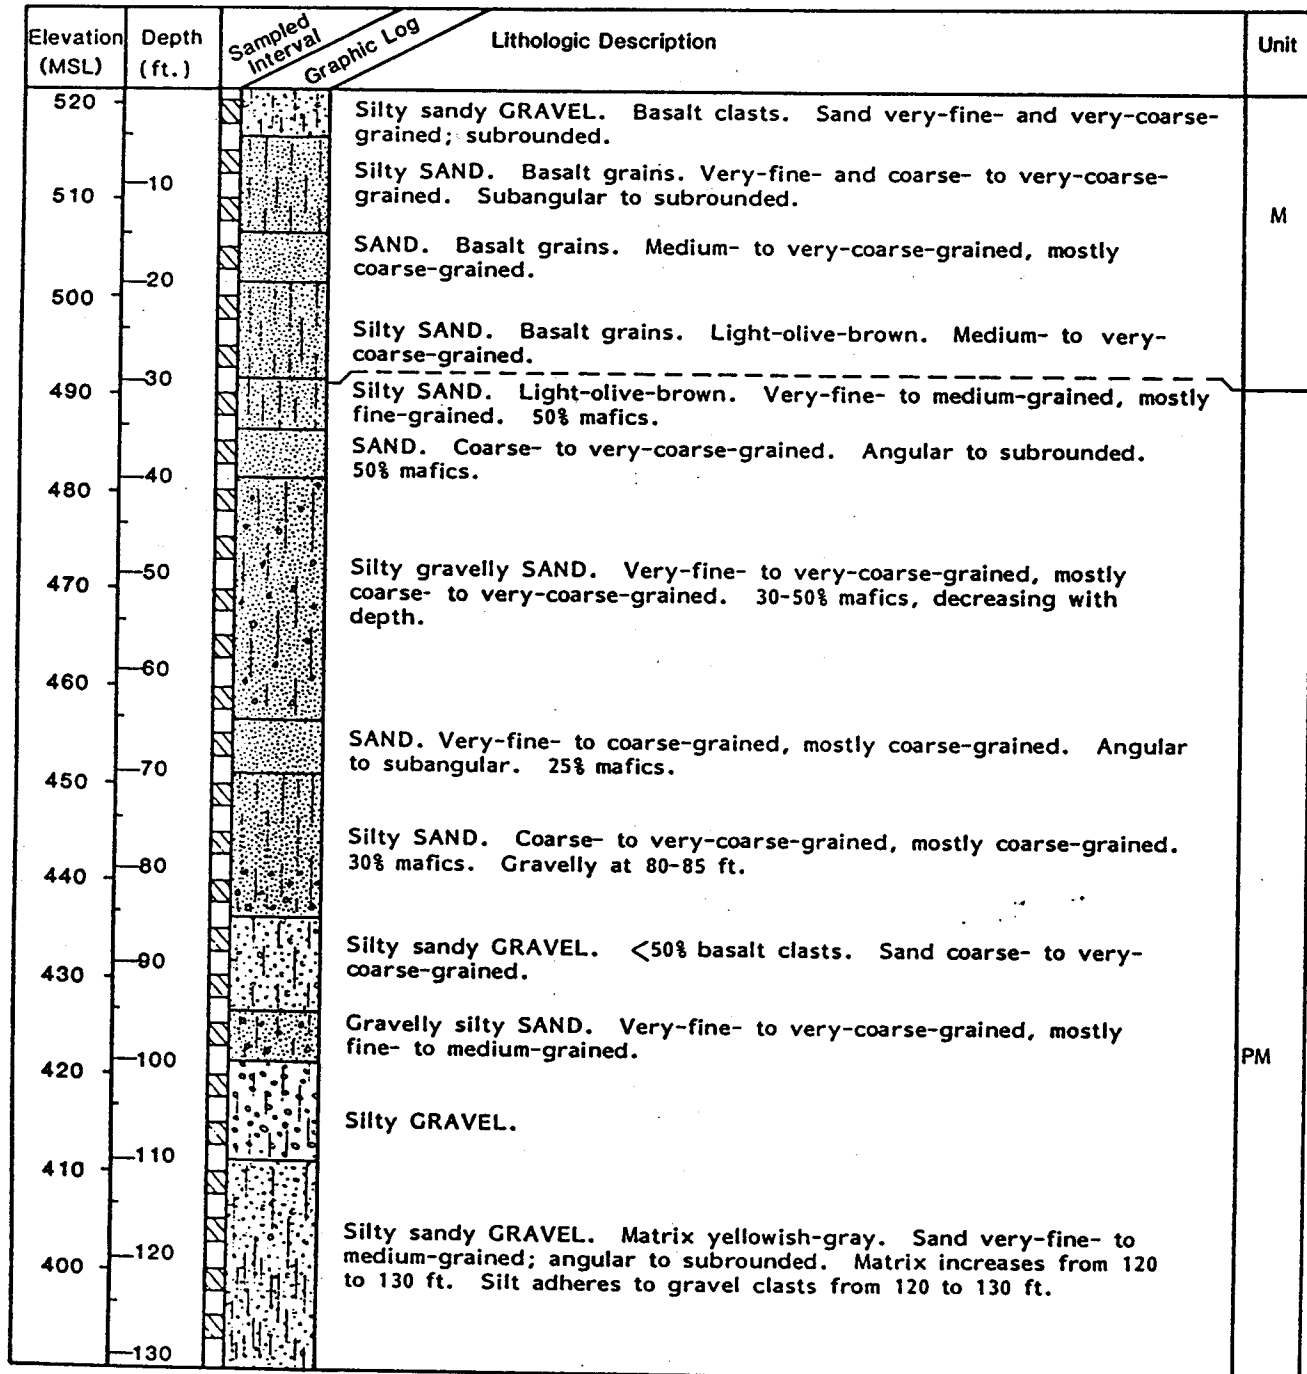 Elevation
(MSL)
Depth
(ft.)
Sampled
Interval
Graphic Log
Lithologic Description
Unit
520
510
500
490
480
470
460
450
440
430
420
410
400
10
20
30
40
50
60
70
80
90
100
110
120
130
Silty sandy GRAVEL. Basalt clasts. Sand very-fine- and very-coarse-
grained; subrounded.
Silty SAND. Basalt grains. Very-fine- and coarse- to very-coarse-
grained. Subangular to subrounded.
SAND. Basalt grains. Medium- to very-coarse-grained, mostly
coarse-grained.
Silty SAND. Basalt grains. Light-olive-brown. Medium- to very-
coarse-grained.
Silty SAND. Light-olive-brown. Very-fine- to medium-grained, mostly
fine-grained. 50% mafics.
SAND. Coarse- to very-coarse-grained. Angular to subrounded.
50% mafics.
Silty gravelly SAND. Very-fine- to very-coarse-grained, mostly
coarse- to very-coarse-grained. 30-50% mafics, decreasing with
depth.
SAND. Very-fine- to coarse-grained, mostly coarse-grained. Angular
to subangular. 25% mafics.
Silty SAND. Coarse- to very-coarse-grained, mostly coarse-grained.
30% mafics. Gravelly at 80-85 ft.
Silty sandy GRAVEL. <50% basalt clasts. Sand coarse- to very-
coarse-grained.
Gravelly silty SAND. Very-fine- to very-coarse-grained, mostly
fine- to medium-grained.
Silty GRAVEL.
Silty sandy GRAVEL. Matrix yellowish-gray. Sand very-fine- to
medium-grained; angular to subrounded. Matrix increases from 120
to 130 ft. Silt adheres to gravel clasts from 120 to 130 ft.
M
PM